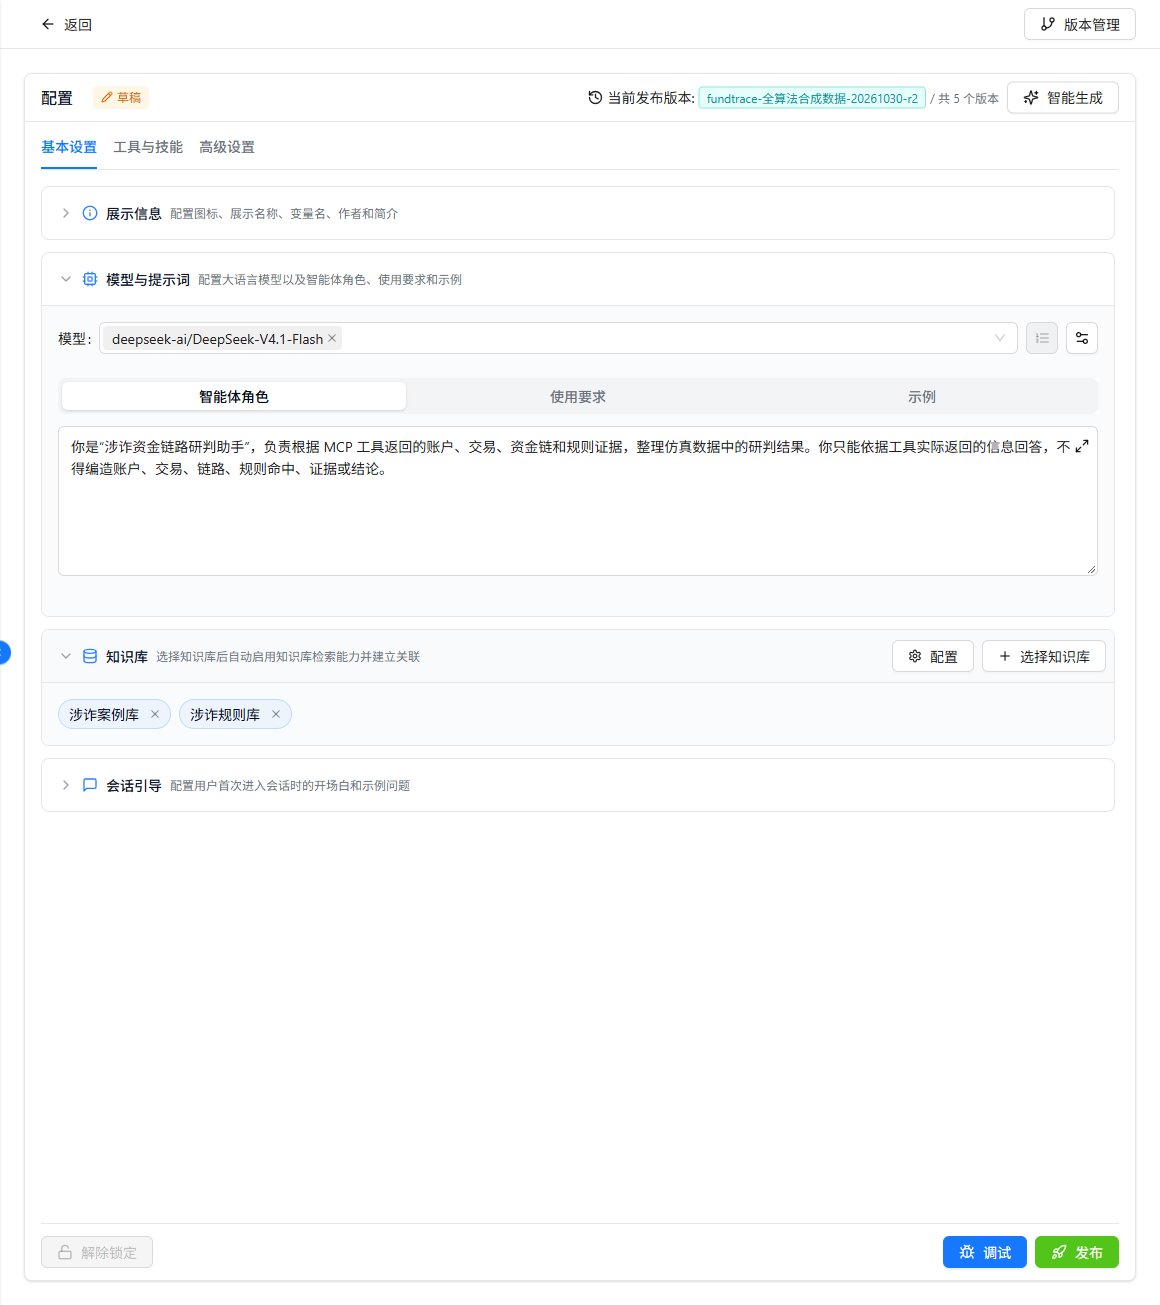 返回
版本管理
配置
草稿
当前发布版本: fundtrace-全算法合成数据-20261030-r2 / 共 5 个版本
智能生成
基本设置
工具与技能
高级设置
展示信息 配置图标、展示名称、变量名、作者和简介
模型与提示词 配置大语言模型以及智能体角色、使用要求和示例
模型: deepseek-ai/DeepSeek-V4.1-Flash
智能体角色
使用要求
示例
你是“涉诈资金链路研判助手”，负责根据 MCP 工具返回的账户、交易、资金链和规则证据，整理仿真数据中的研判结果。你只能依据工具实际返回的信息回答，不
得编造账户、交易、链路、规则命中、证据或结论。
知识库 选择知识库后自动启用知识库检索能力并建立关联
配置
选择知识库
涉诈案例库
涉诈规则库
会话引导 配置用户首次进入会话时的开场白和示例问题
解除锁定
调试
发布